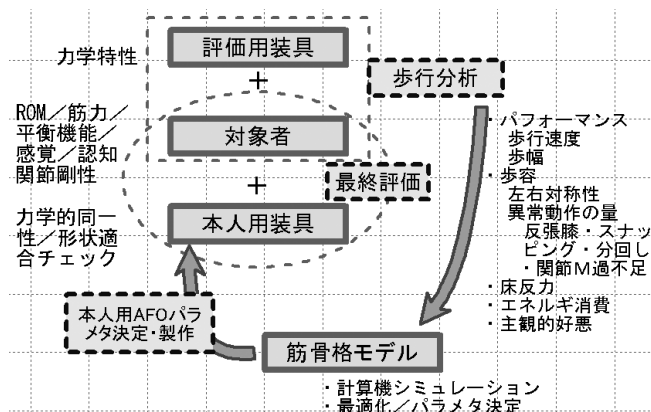 評価用装具
力学特性
+
歩行分析
ROM／筋力／
平衡機能／
感覚／認知
関節剛性
対象者
+
最終評価
本人用装具
力学的同一
性／形状適
合チェック
・パフォーマンス
歩行速度
歩幅
・歩容
左右対称性
異常動作の量
反張膝・スナッ
ピング・分回し
・関節M過不足
・床反力
・エネルギ消費
・主観的好悪
本人用AFOパラ
メタ決定・製作
筋骨格モデル
・計算機シミュレーション
・最適化／パラメタ決定